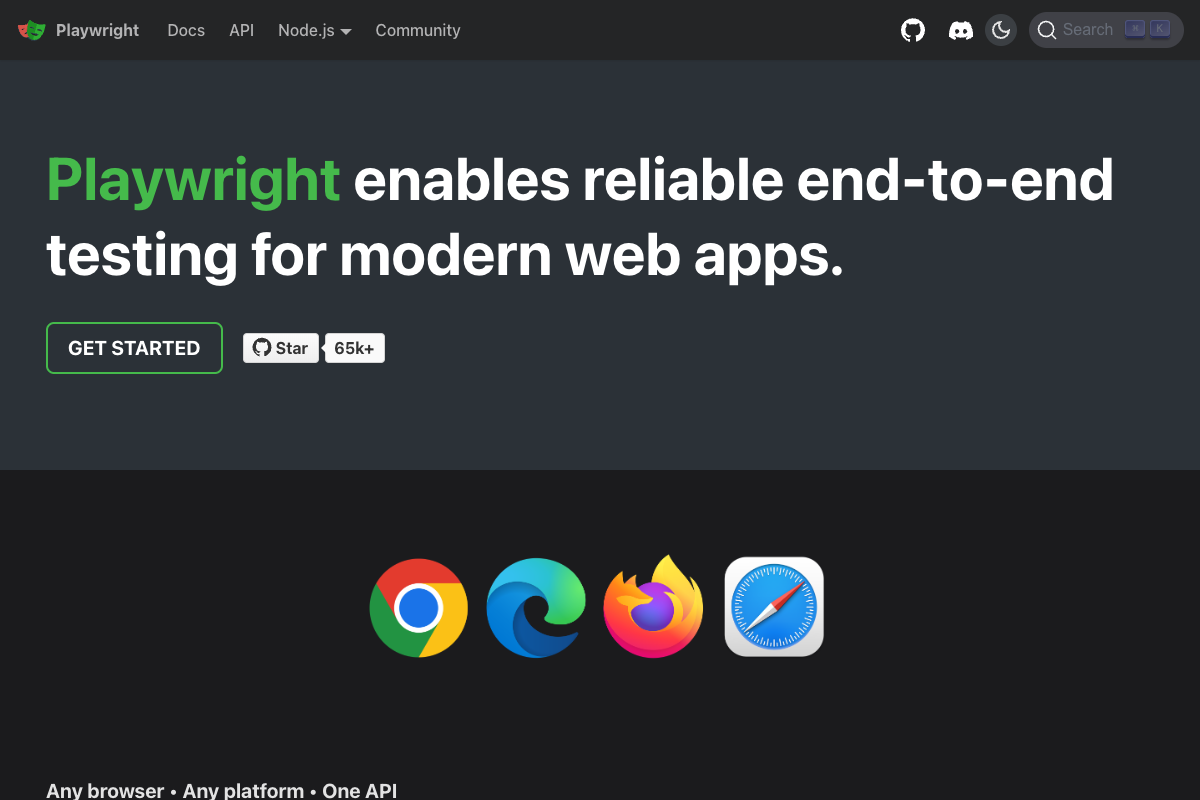 Playwright Docs API Node.js Community Search ⌘ K
Playwright enables reliable end-to-end
testing for modern web apps.
GET STARTED Star 65k+
Any browser • Any platform • One API